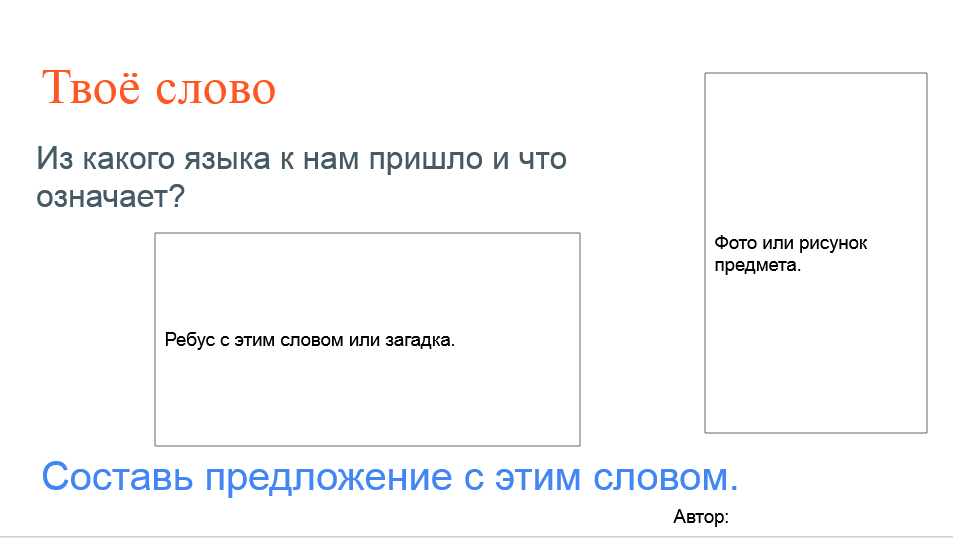 Твоё слово
Из какого языка к нам пришло и что
означает?
Фото или рисунок
предмета.
Ребус с этим словом или загадка.
Составь предложение с этим словом.
Автор: